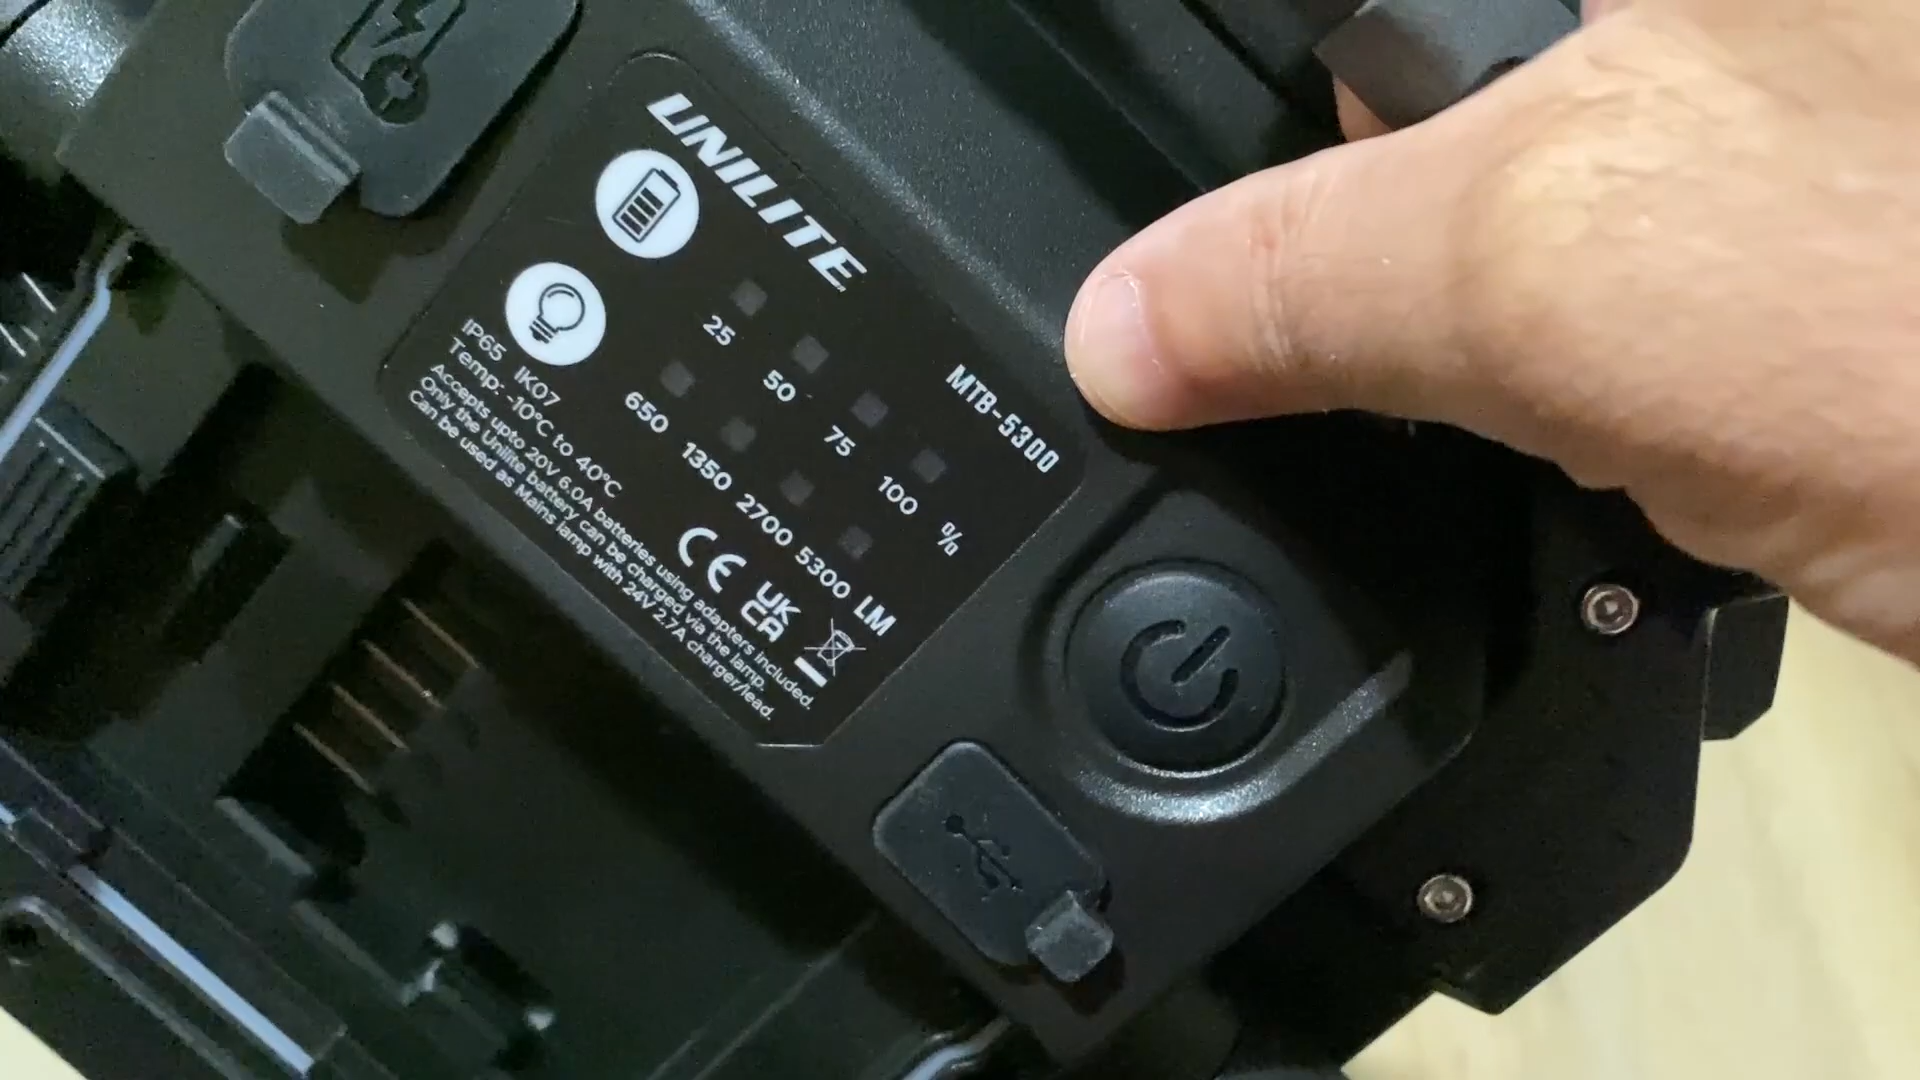 UNILITE
MTB-5300
25 50 75 100 %
650 1350 2700 5300 LM
IP65 IK07
Temp: -10°C to 40°C
CE UK CA
Accepts upto 20V 6.0A batteries using adapters included.
Only the Unilite battery can be charged via the lamp.
Can be used as Mains lamp with 24V 2.7A charger/lead.